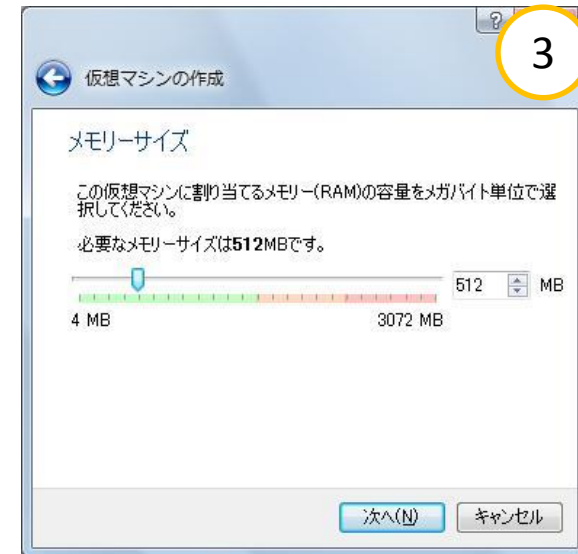 ?
3
仮想マシンの作成
メモリーサイズ
この仮想マシンに割り当てるメモリー(RAM)の容量をメガバイト単位で選
択してください。
必要なメモリーサイズは512MBです。
512 MB
4 MB 3072 MB
次へ(N) キャンセル